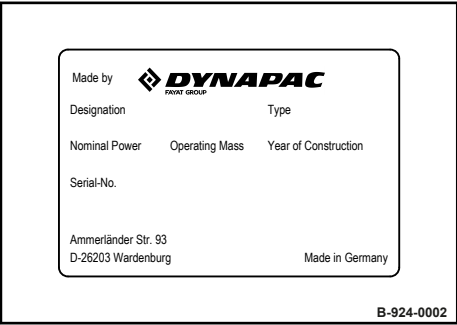 Made by DYNAPAC
FAYAT GROUP
Designation Type
Nominal Power Operating Mass Year of Construction
Serial-No.
Ammerländer Str. 93
D-26203 Wardenburg Made in Germany
B-924-0002